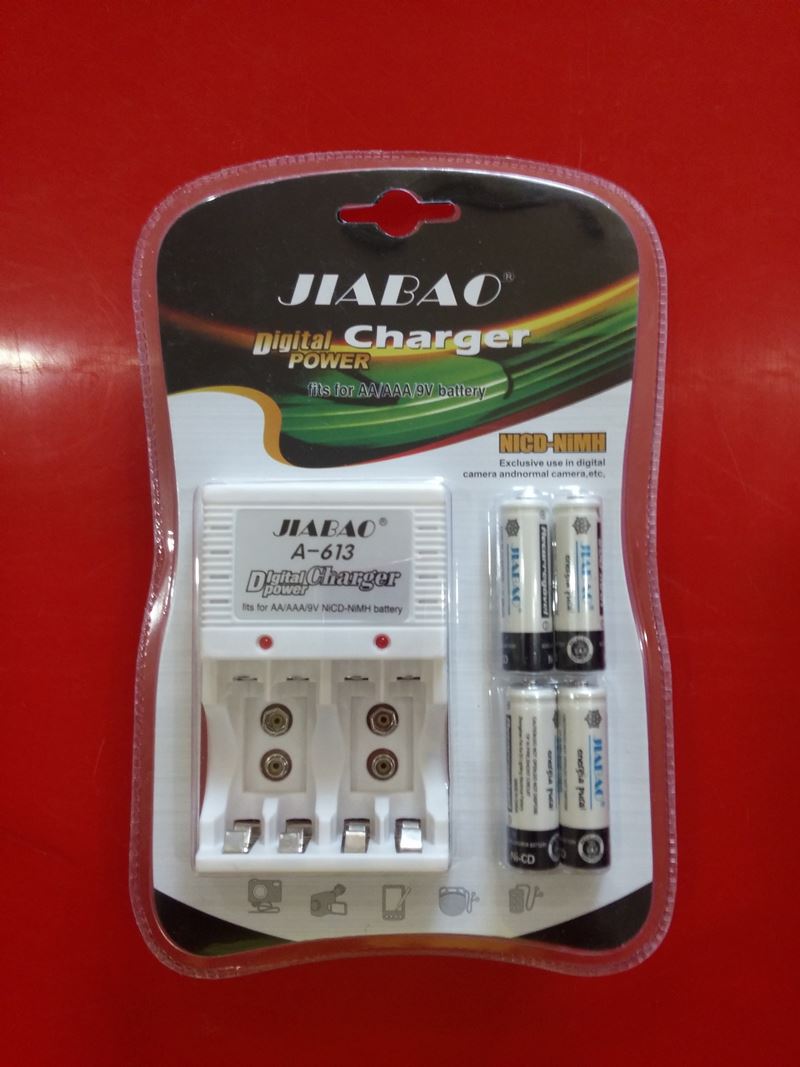 JIABAO®
Digital Charger
POWER
fits for AA/AAA/9V battery
NICD-NiMH
Exclusive use in digital
camera andnormal camera,etc,
JIABAO®
A-613
Digital Charger
power
fits for AA/AAA/9V NiCD-NiMH battery
JIABAO
JIABAO
JIABAO
Ni-CD